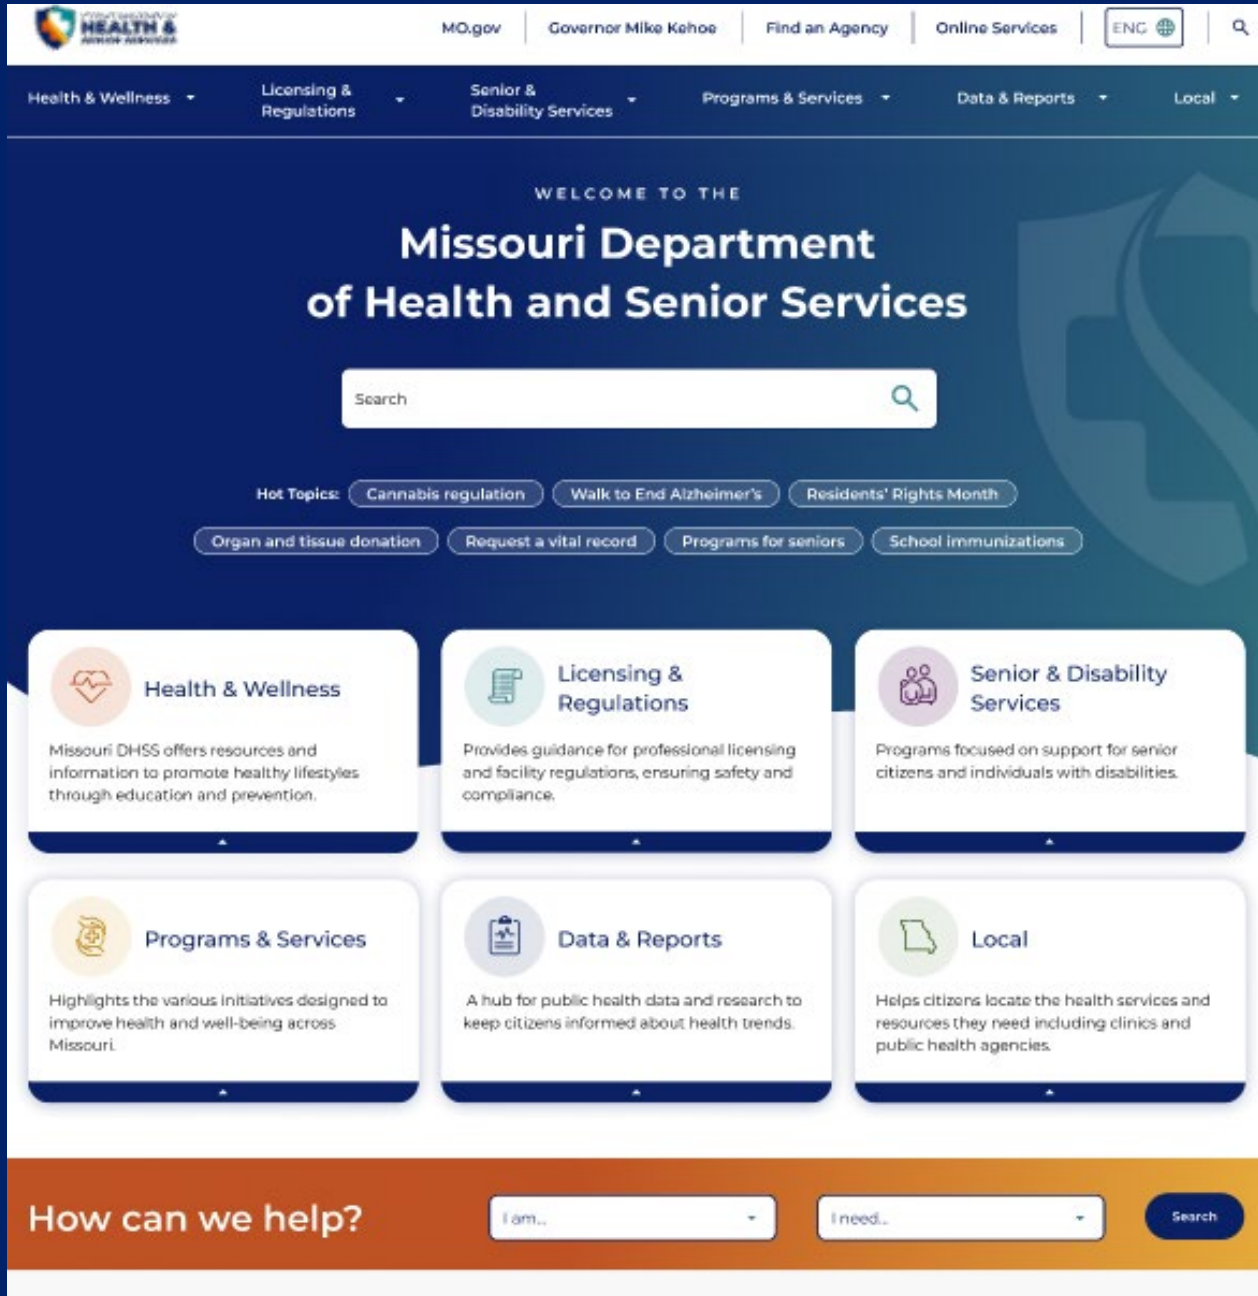 HEALTH &
SENIOR SERVICES
MO.gov
Governor Mike Kehoe
Find an Agency
Online Services
ENG
Health & Wellness
Licensing &
Regulations
Senior &
Disability Services
Programs & Services
Data & Reports
Local
WELCOME TO THE
Missouri Department
of Health and Senior Services
Search
Hot Topics: Cannabis regulation Walk to End Alzheimer's Residents' Rights Month
Organ and tissue donation Request a vital record Programs for seniors School immunizations
Health & Wellness
Missouri DHSS offers resources and
information to promote healthy lifestyles
through education and prevention.
Licensing &
Regulations
Provides guidance for professional licensing
and facility regulations, ensuring safety and
compliance.
Senior & Disability
Services
Programs focused on support for senior
citizens and individuals with disabilities.
Programs & Services
Highlights the various initiatives designed to
improve health and well-being across
Missouri.
Data & Reports
A hub for public health data and research to
keep citizens informed about health trends.
Local
Helps citizens locate the health services and
resources they need including clinics and
public health agencies.
How can we help?
I am...
I need...
Search